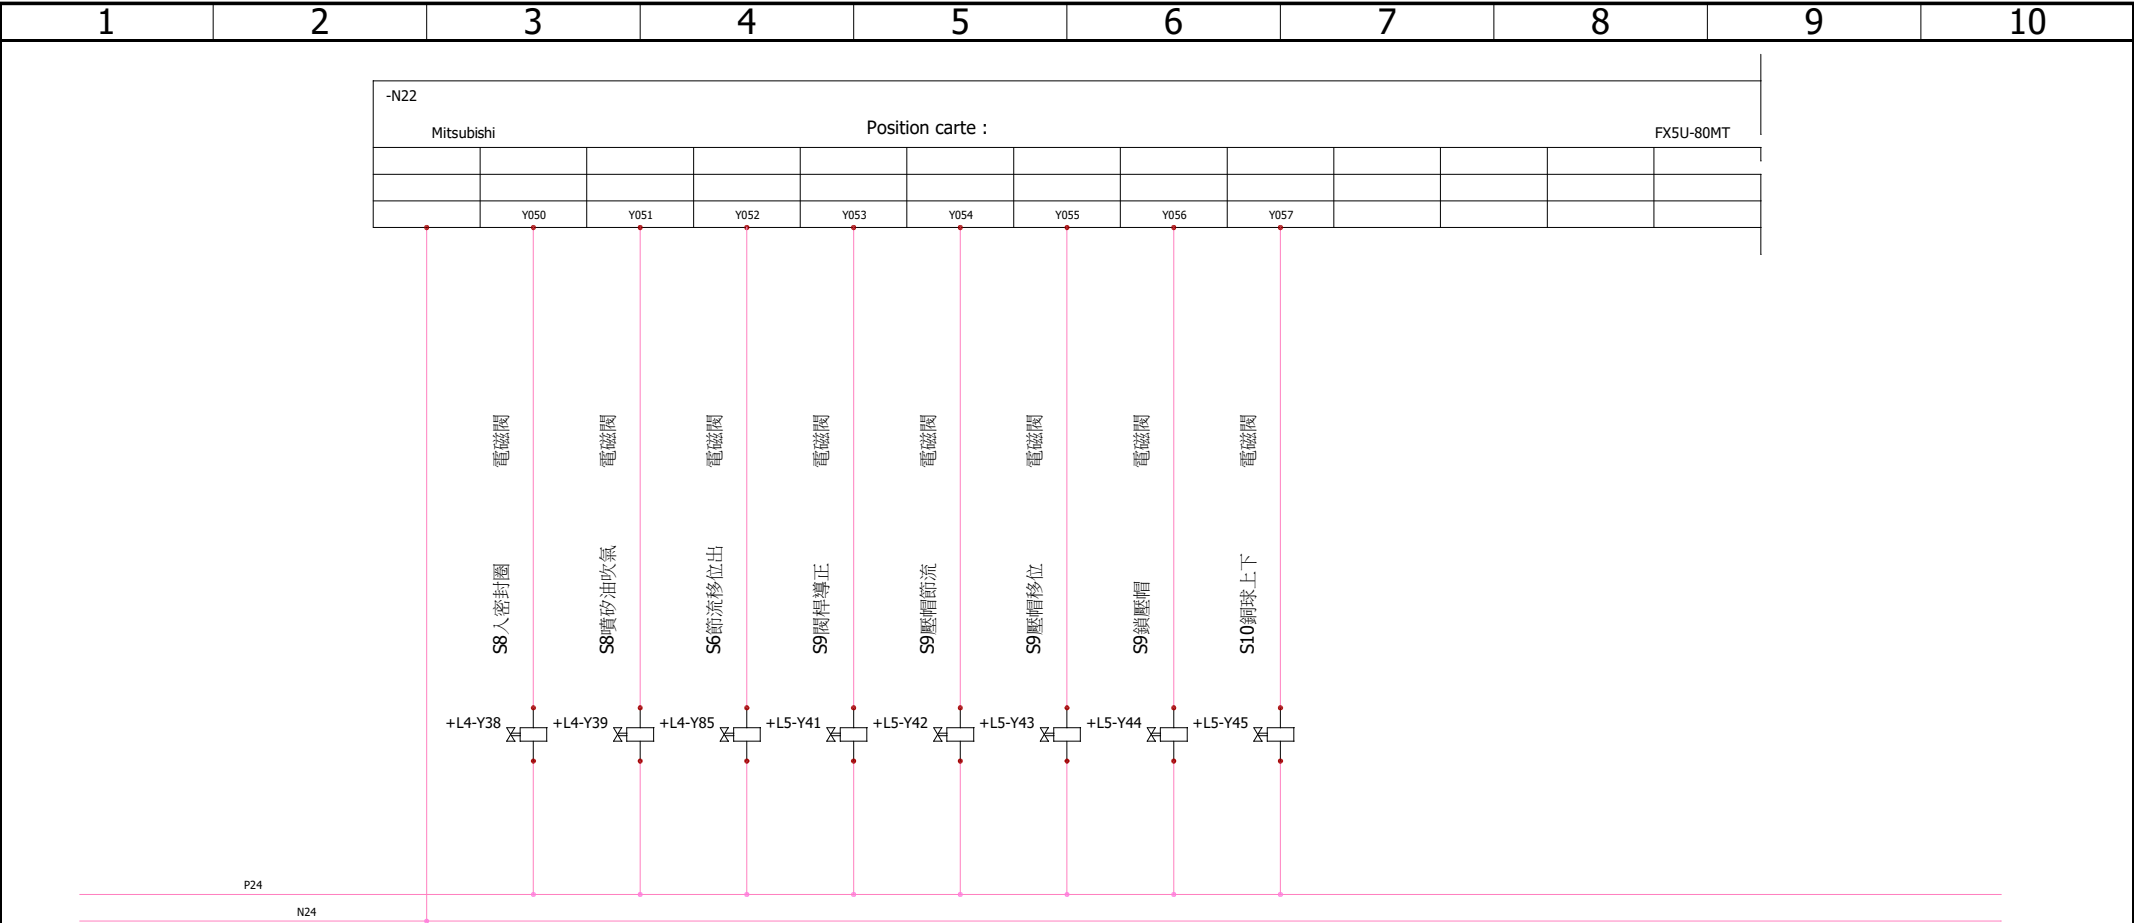 1 2 3 4 5 6 7 8 9 10
-N22
Mitsubishi Position carte : FX5U-80MT
Y050 Y051 Y052 Y053 Y054 Y055 Y056 Y057
電磁閥 電磁閥 電磁閥 電磁閥 電磁閥 電磁閥 電磁閥 電磁閥
S8入密封圈
S8噴矽油吹氣
S6節流移位出
S9閥桿導正
S9壓帽節流
S9壓帽移位
S9鎖壓帽
S10銅球上下
+L4-Y38 +L4-Y39 +L4-Y85 +L5-Y41 +L5-Y42 +L5-Y43 +L5-Y44 +L5-Y45
P24
N24